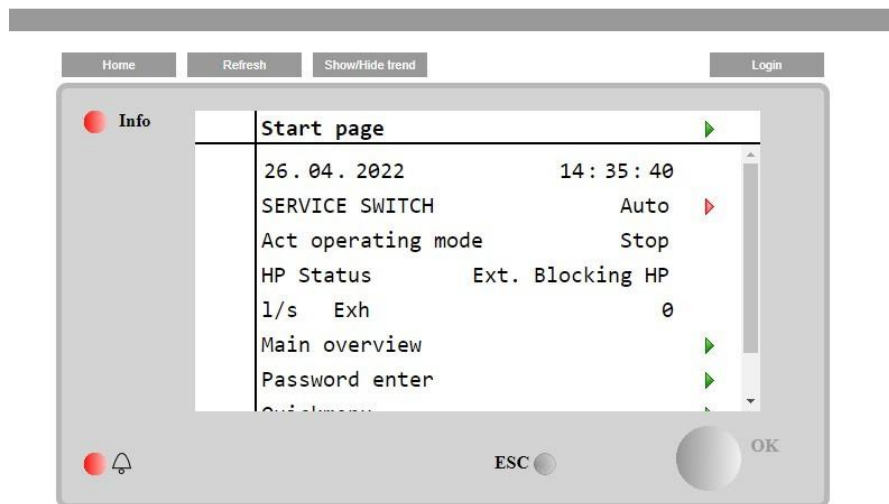 Home Refresh Show/Hide trend Login
Info
Start page
26.04.2022 14:35:40
SERVICE SWITCH Auto
Act operating mode Stop
HP Status Ext. Blocking HP
l/s Exh 0
Main overview
Password enter
ESC
OK